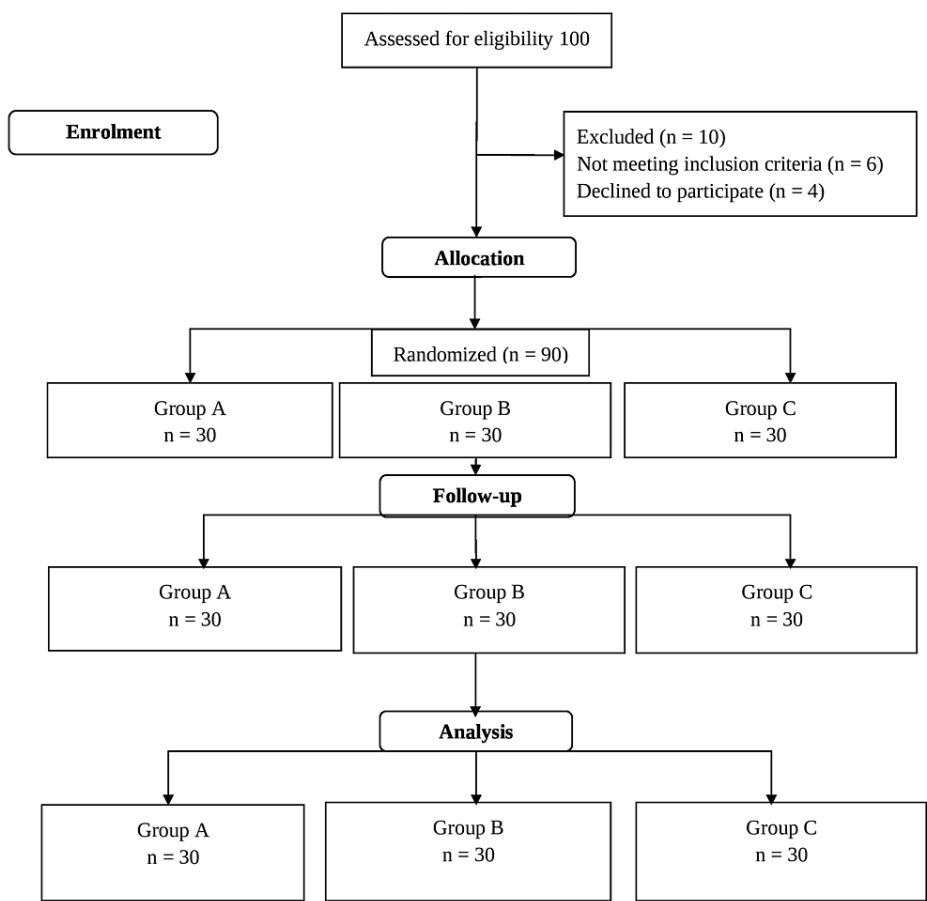 Assessed for eligibility 100
Enrolment
Excluded (n = 10)
Not meeting inclusion criteria (n = 6)
Declined to participate (n = 4)
Allocation
Randomized (n = 90)
Group A
n = 30
Group B
n = 30
Group C
n = 30
Follow-up
Group A
n = 30
Group B
n = 30
Group C
n = 30
Analysis
Group A
n = 30
Group B
n = 30
Group C
n = 30